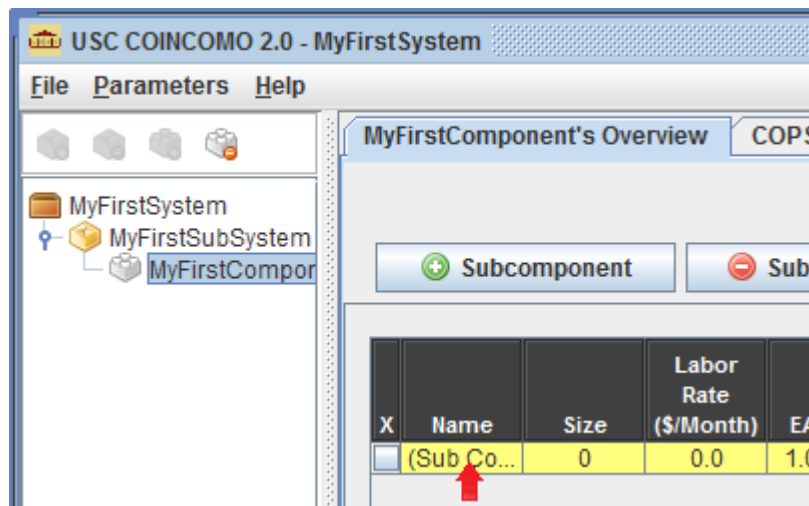 USC COINCOMO 2.0 - MyFirstSystem
File Parameters Help
MyFirstComponent's Overview
COPS
MyFirstSystem
MyFirstSubSystem
MyFirstCompor
Subcomponent
Sub
X
Name
Size
Labor
Rate
($/Month)
EA
(Sub Co...
0
0.0
1.0